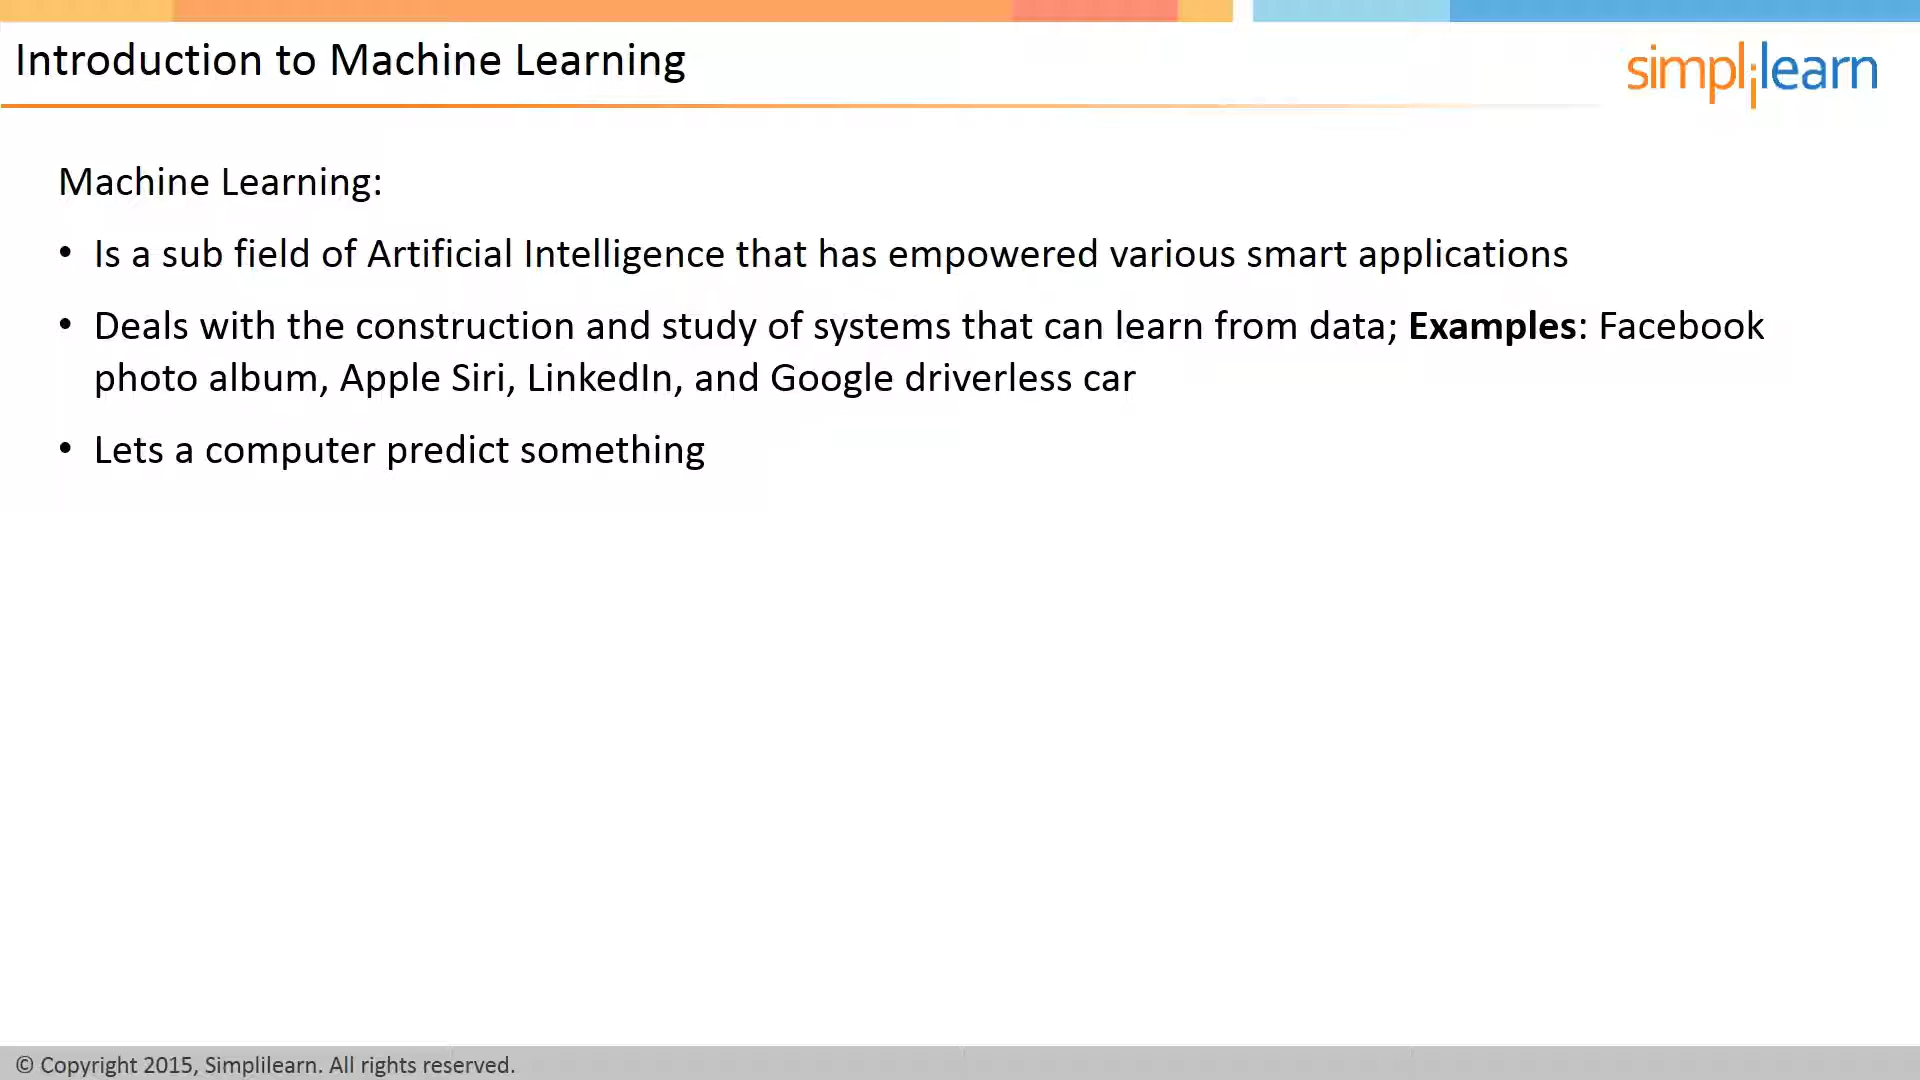 Introduction to Machine Learning
simplilearn
Machine Learning:
• Is a sub field of Artificial Intelligence that has empowered various smart applications
• Deals with the construction and study of systems that can learn from data; Examples: Facebook
photo album, Apple Siri, LinkedIn, and Google driverless car
• Lets a computer predict something
© Copyright 2015, Simplilearn. All rights reserved.